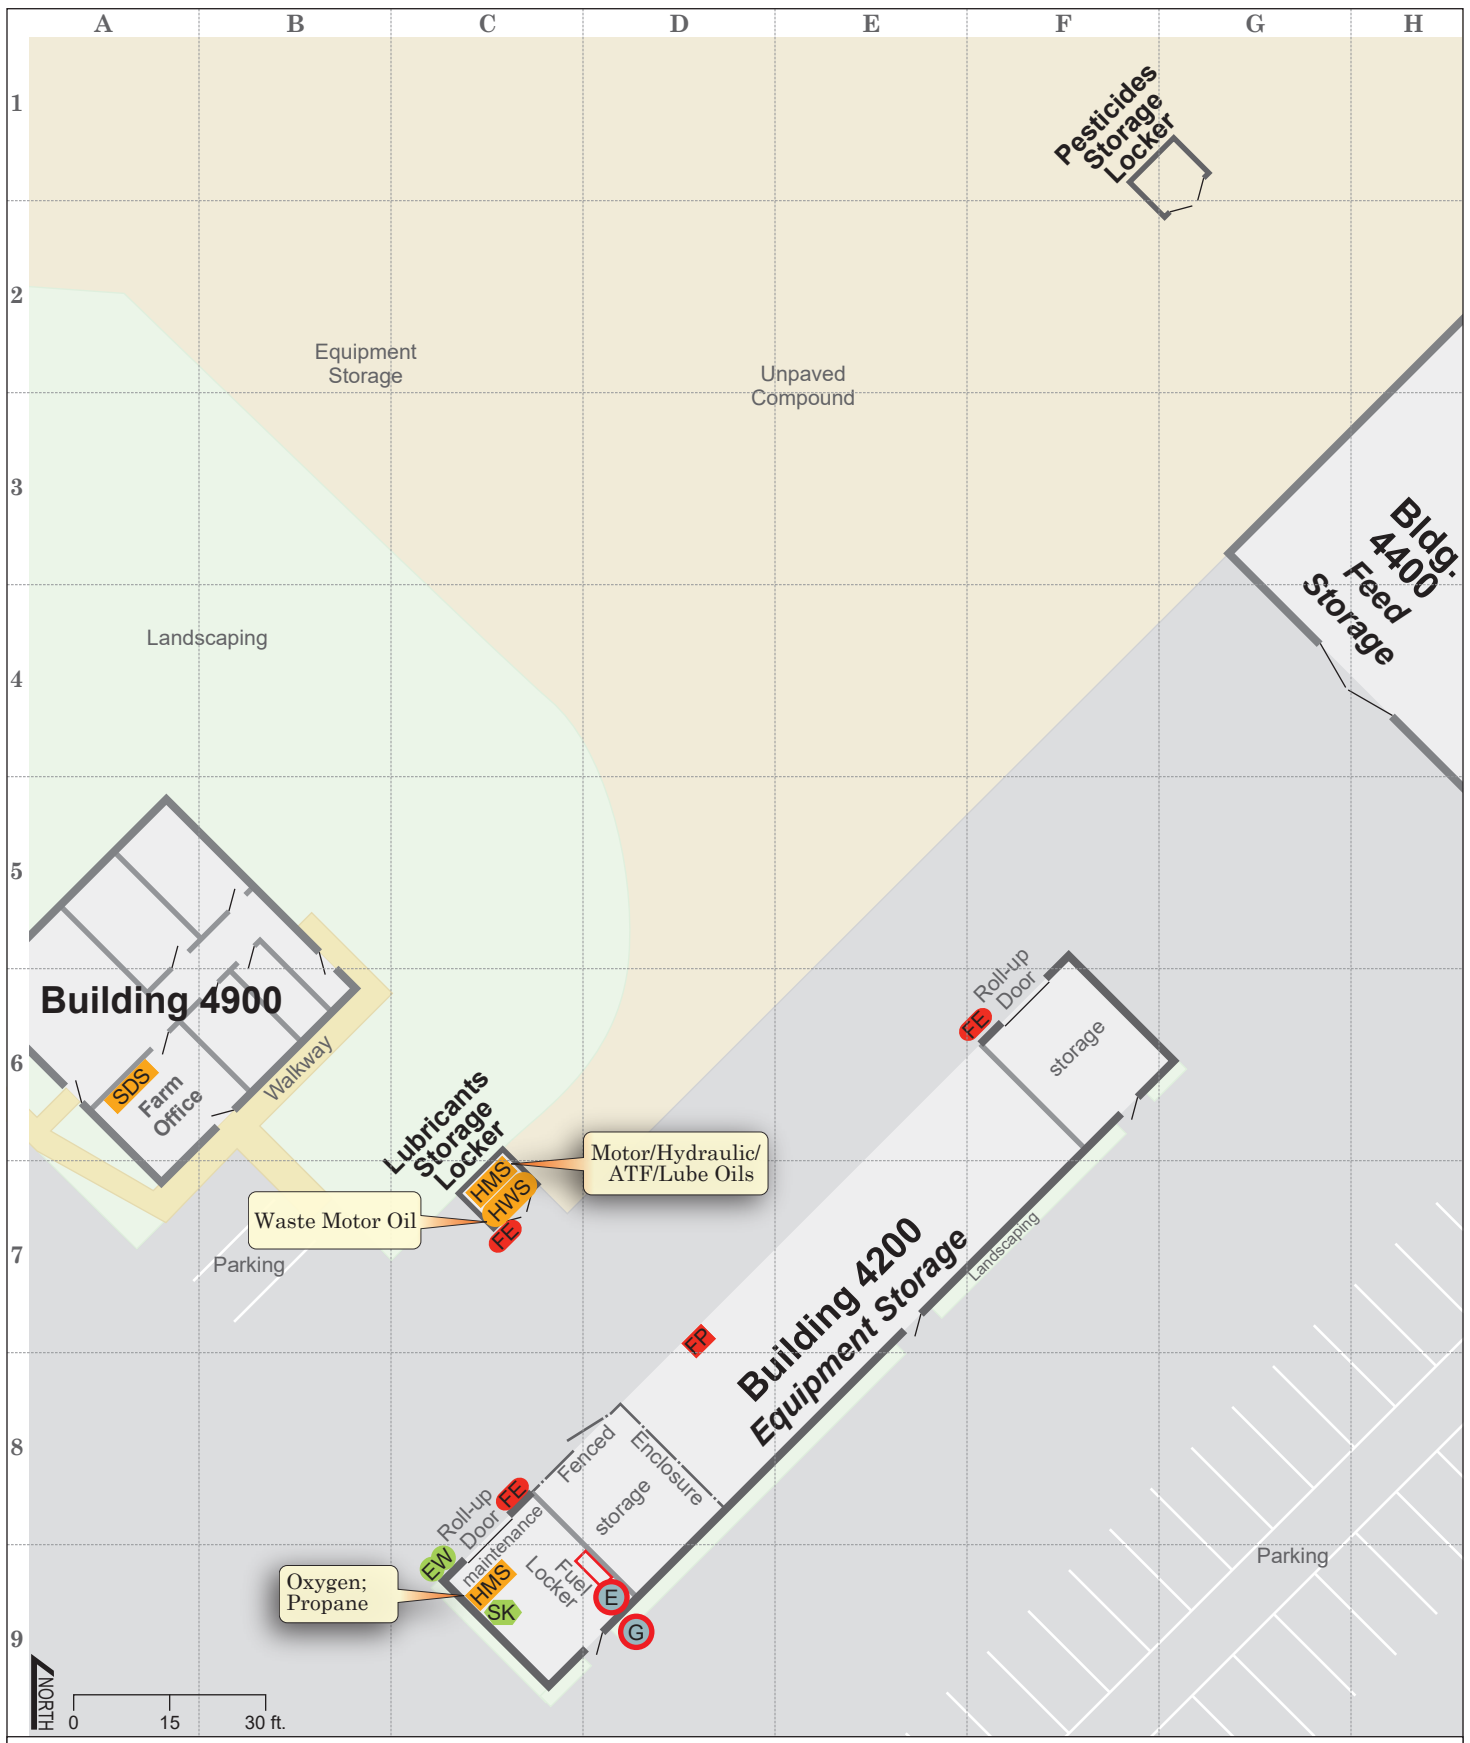 A B C D E F G H
1
Pesticides
Storage
Locker
2
Equipment
Storage
Unpaved
Compound
3
Bldg.
4400
Feed
Storage
Landscaping
4
5
Building 4900
Roll-up
Door
FE
storage
6
SDS
Farm
Office
Walkway
Lubricants
Storage
Locker
HMS
HWS
FE
Motor/Hydraulic/
ATF/Lube Oils
Waste Motor Oil
7
Parking
Landscaping
Building 4200
Equipment Storage
FP
8
Fenced
Enclosure
storage
FE
Roll-up
Door
maintenance
EW
HMS
SK
Fuel
Locker
E
G
Oxygen;
Propane
Parking
9
NORTH
0 15 30 ft.